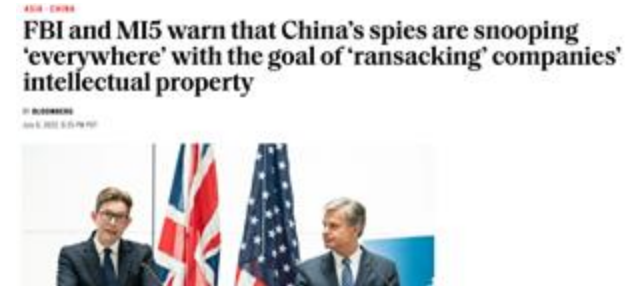 ASIA · CHINA
FBI and MI5 warn that China's spies are snooping
‘everywhere’ with the goal of ‘ransacking’ companies’
intellectual property
BY BLOOMBERG